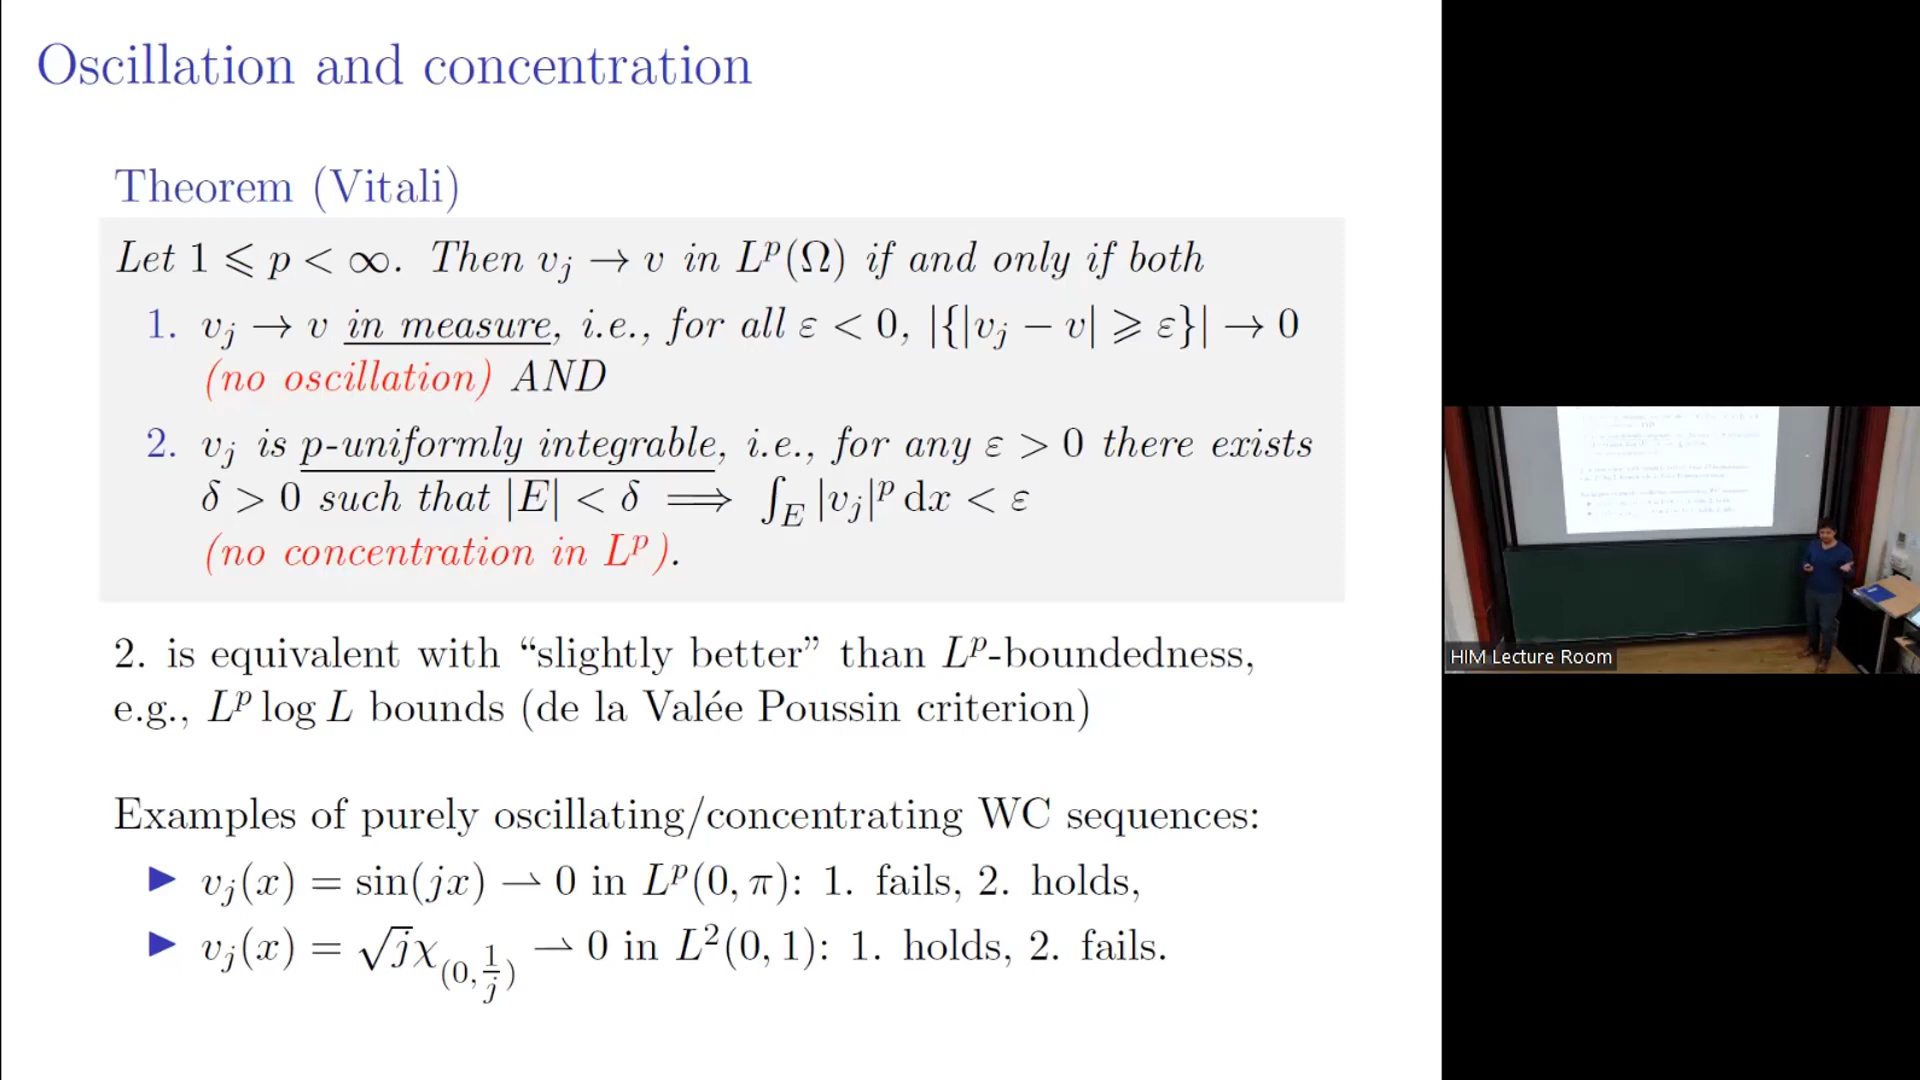 Oscillation and concentration
Theorem (Vitali)
Let 1 ⩽ p < ∞. Then v_j → v in L^p(Ω) if and only if both
1. v_j → v in measure, i.e., for all ε < 0, |{|v_j − v| ⩾ ε}| → 0
(no oscillation) AND
2. v_j is p-uniformly integrable, i.e., for any ε > 0 there exists
δ > 0 such that |E| < δ ⟹ ∫_E |v_j|^p dx < ε
(no concentration in L^p).
2. is equivalent with “slightly better” than L^p-boundedness,
e.g., L^p log L bounds (de la Valée Poussin criterion)
Examples of purely oscillating/concentrating WC sequences:
▶ v_j(x) = sin(jx) ⇀ 0 in L^p(0, π): 1. fails, 2. holds,
▶ v_j(x) = √j χ_(0, 1/j) ⇀ 0 in L^2(0, 1): 1. holds, 2. fails.
HIM Lecture Room